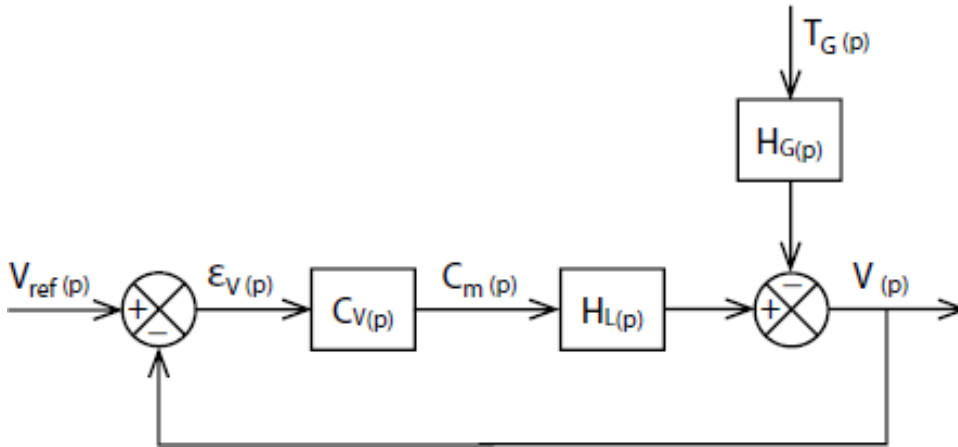 T_G (p)
H_G(p)
V_ref (p)
+
−
ε_V (p)
C_V(p)
C_m (p)
H_L(p)
+
−
V (p)